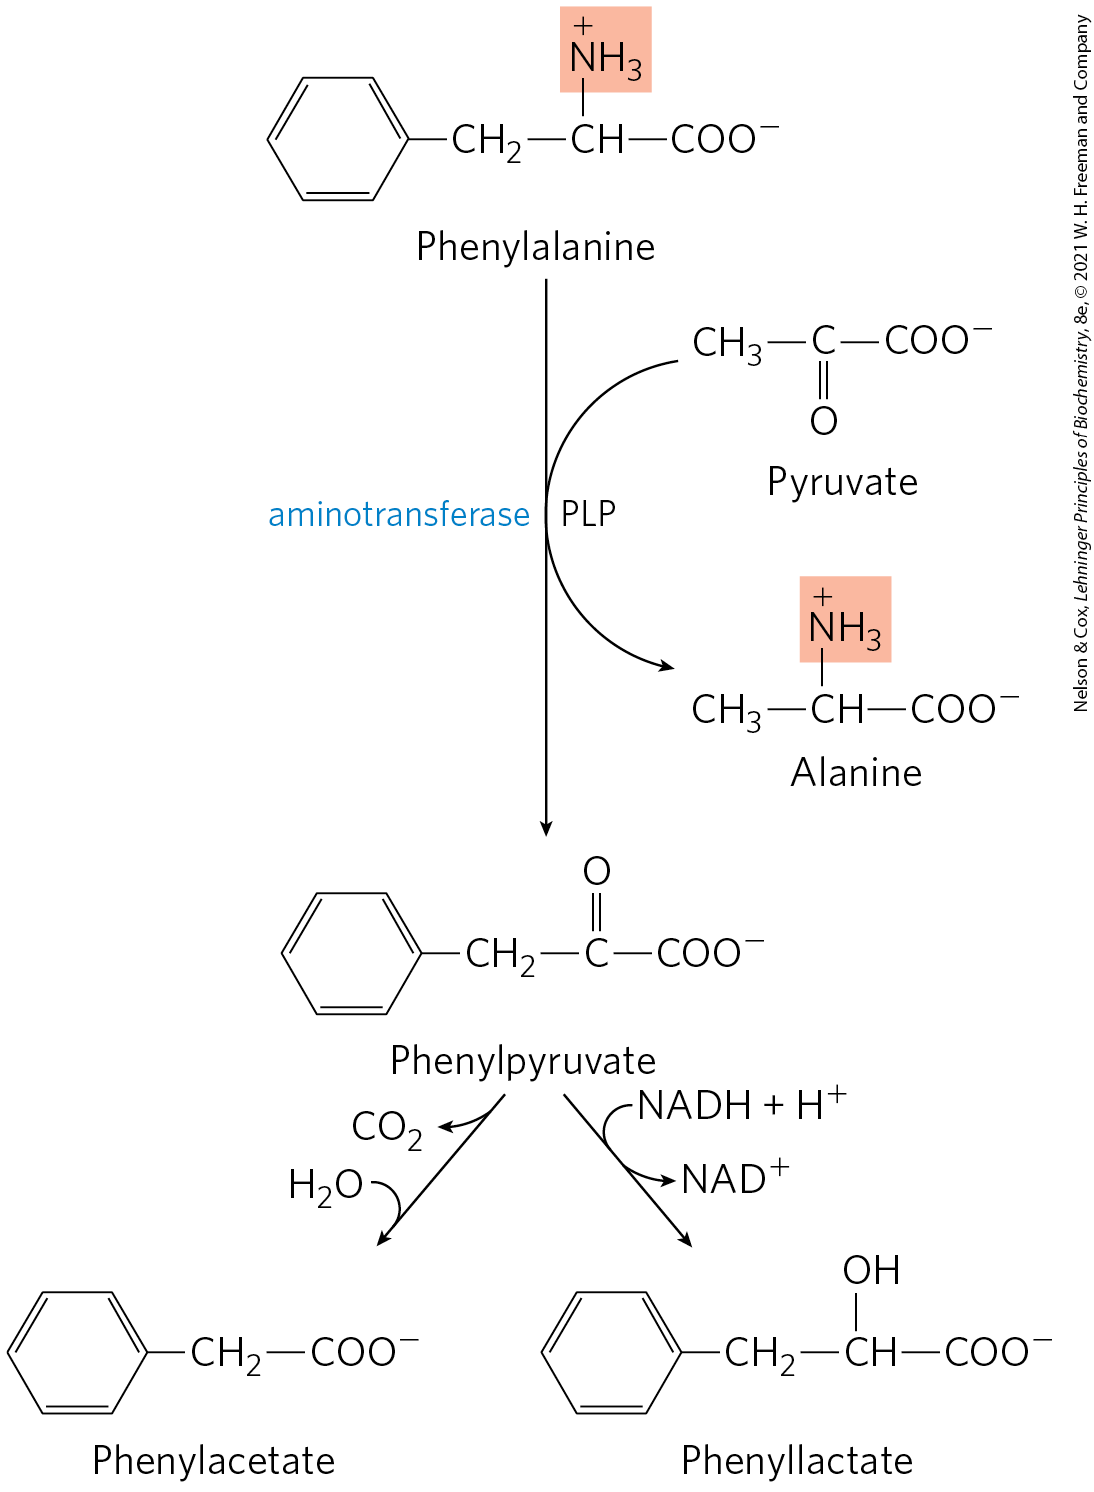 +
NH3
CH2—CH—COO−
Phenylalanine
CH3—C—COO−
O
Pyruvate
aminotransferase PLP
+
NH3
CH3—CH—COO−
Alanine
O
CH2—C—COO−
Phenylpyruvate
CO2
H2O
NADH + H+
NAD+
CH2—COO−
Phenylacetate
OH
CH2—CH—COO−
Phenyllactate
Nelson & Cox, Lehninger Principles of Biochemistry, 8e, © 2021 W. H. Freeman and Company